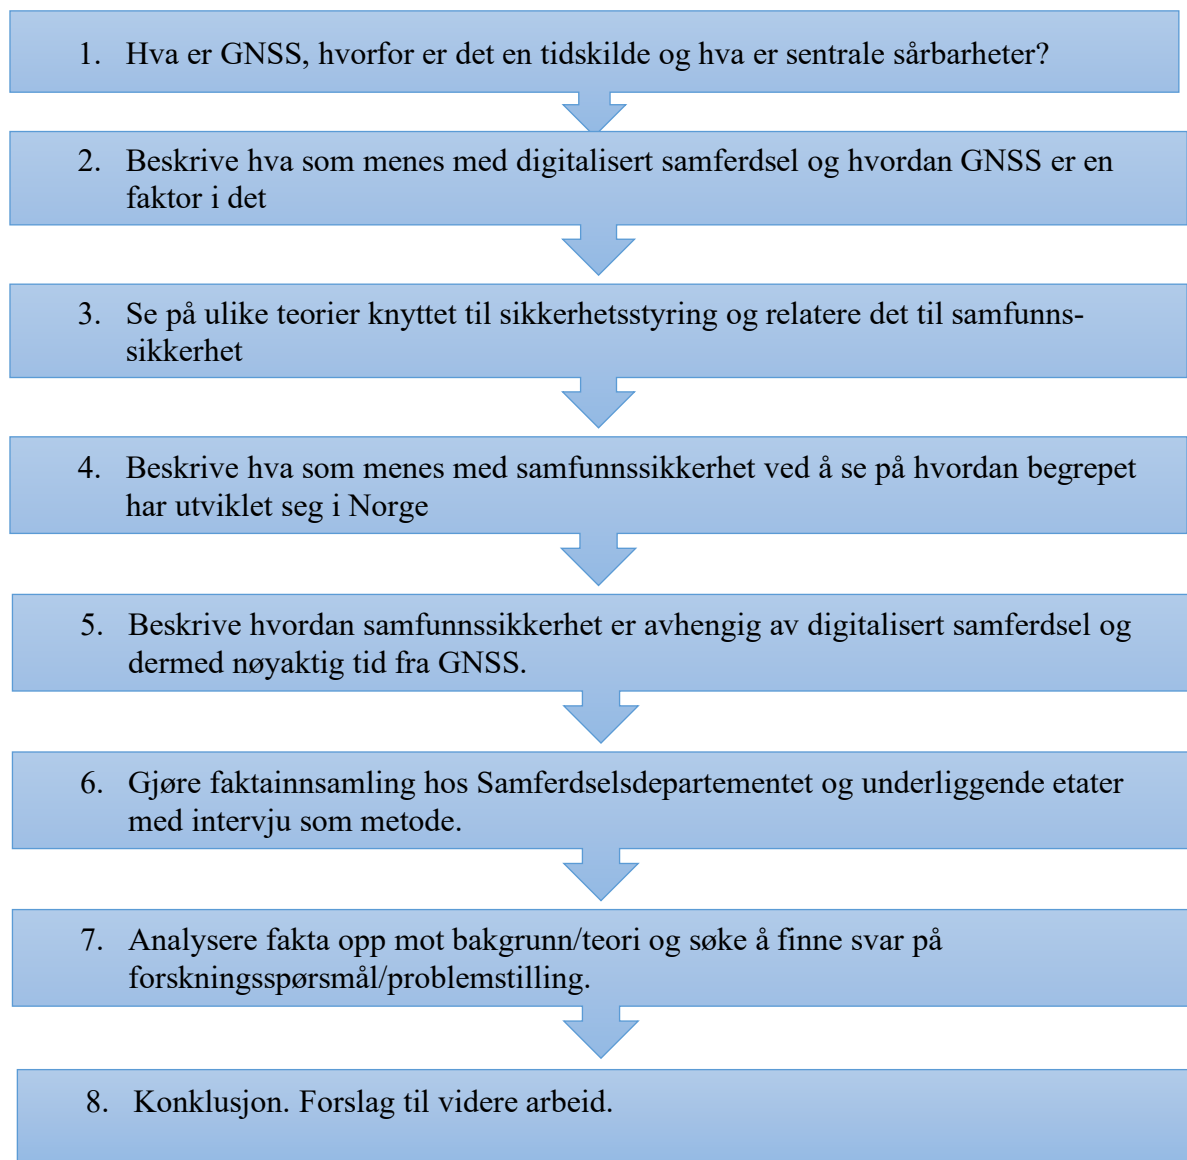 1. Hva er GNSS, hvorfor er det en tidskilde og hva er sentrale sårbarheter?
2. Beskrive hva som menes med digitalisert samferdsel og hvordan GNSS er en
faktor i det
3. Se på ulike teorier knyttet til sikkerhetsstyring og relatere det til samfunns-
sikkerhet
4. Beskrive hva som menes med samfunnssikkerhet ved å se på hvordan begrepet
har utviklet seg i Norge
5. Beskrive hvordan samfunnssikkerhet er avhengig av digitalisert samferdsel og
dermed nøyaktig tid fra GNSS.
6. Gjøre faktainnsamling hos Samferdselsdepartementet og underliggende etater
med intervju som metode.
7. Analysere fakta opp mot bakgrunn/teori og søke å finne svar på
forskningsspørsmål/problemstilling.
8. Konklusjon. Forslag til videre arbeid.